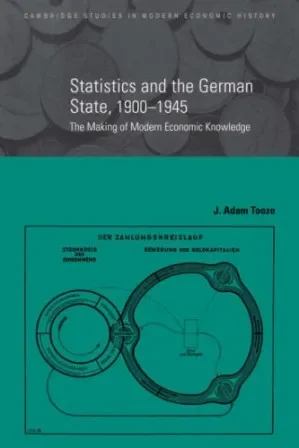 CAMBRIDGE STUDIES IN MODERN ECONOMIC HISTORY
Statistics and the German
State, 1900–1945
The Making of Modern Economic Knowledge
J. Adam Tooze
DER ZAHLUNGSKREISLAUF